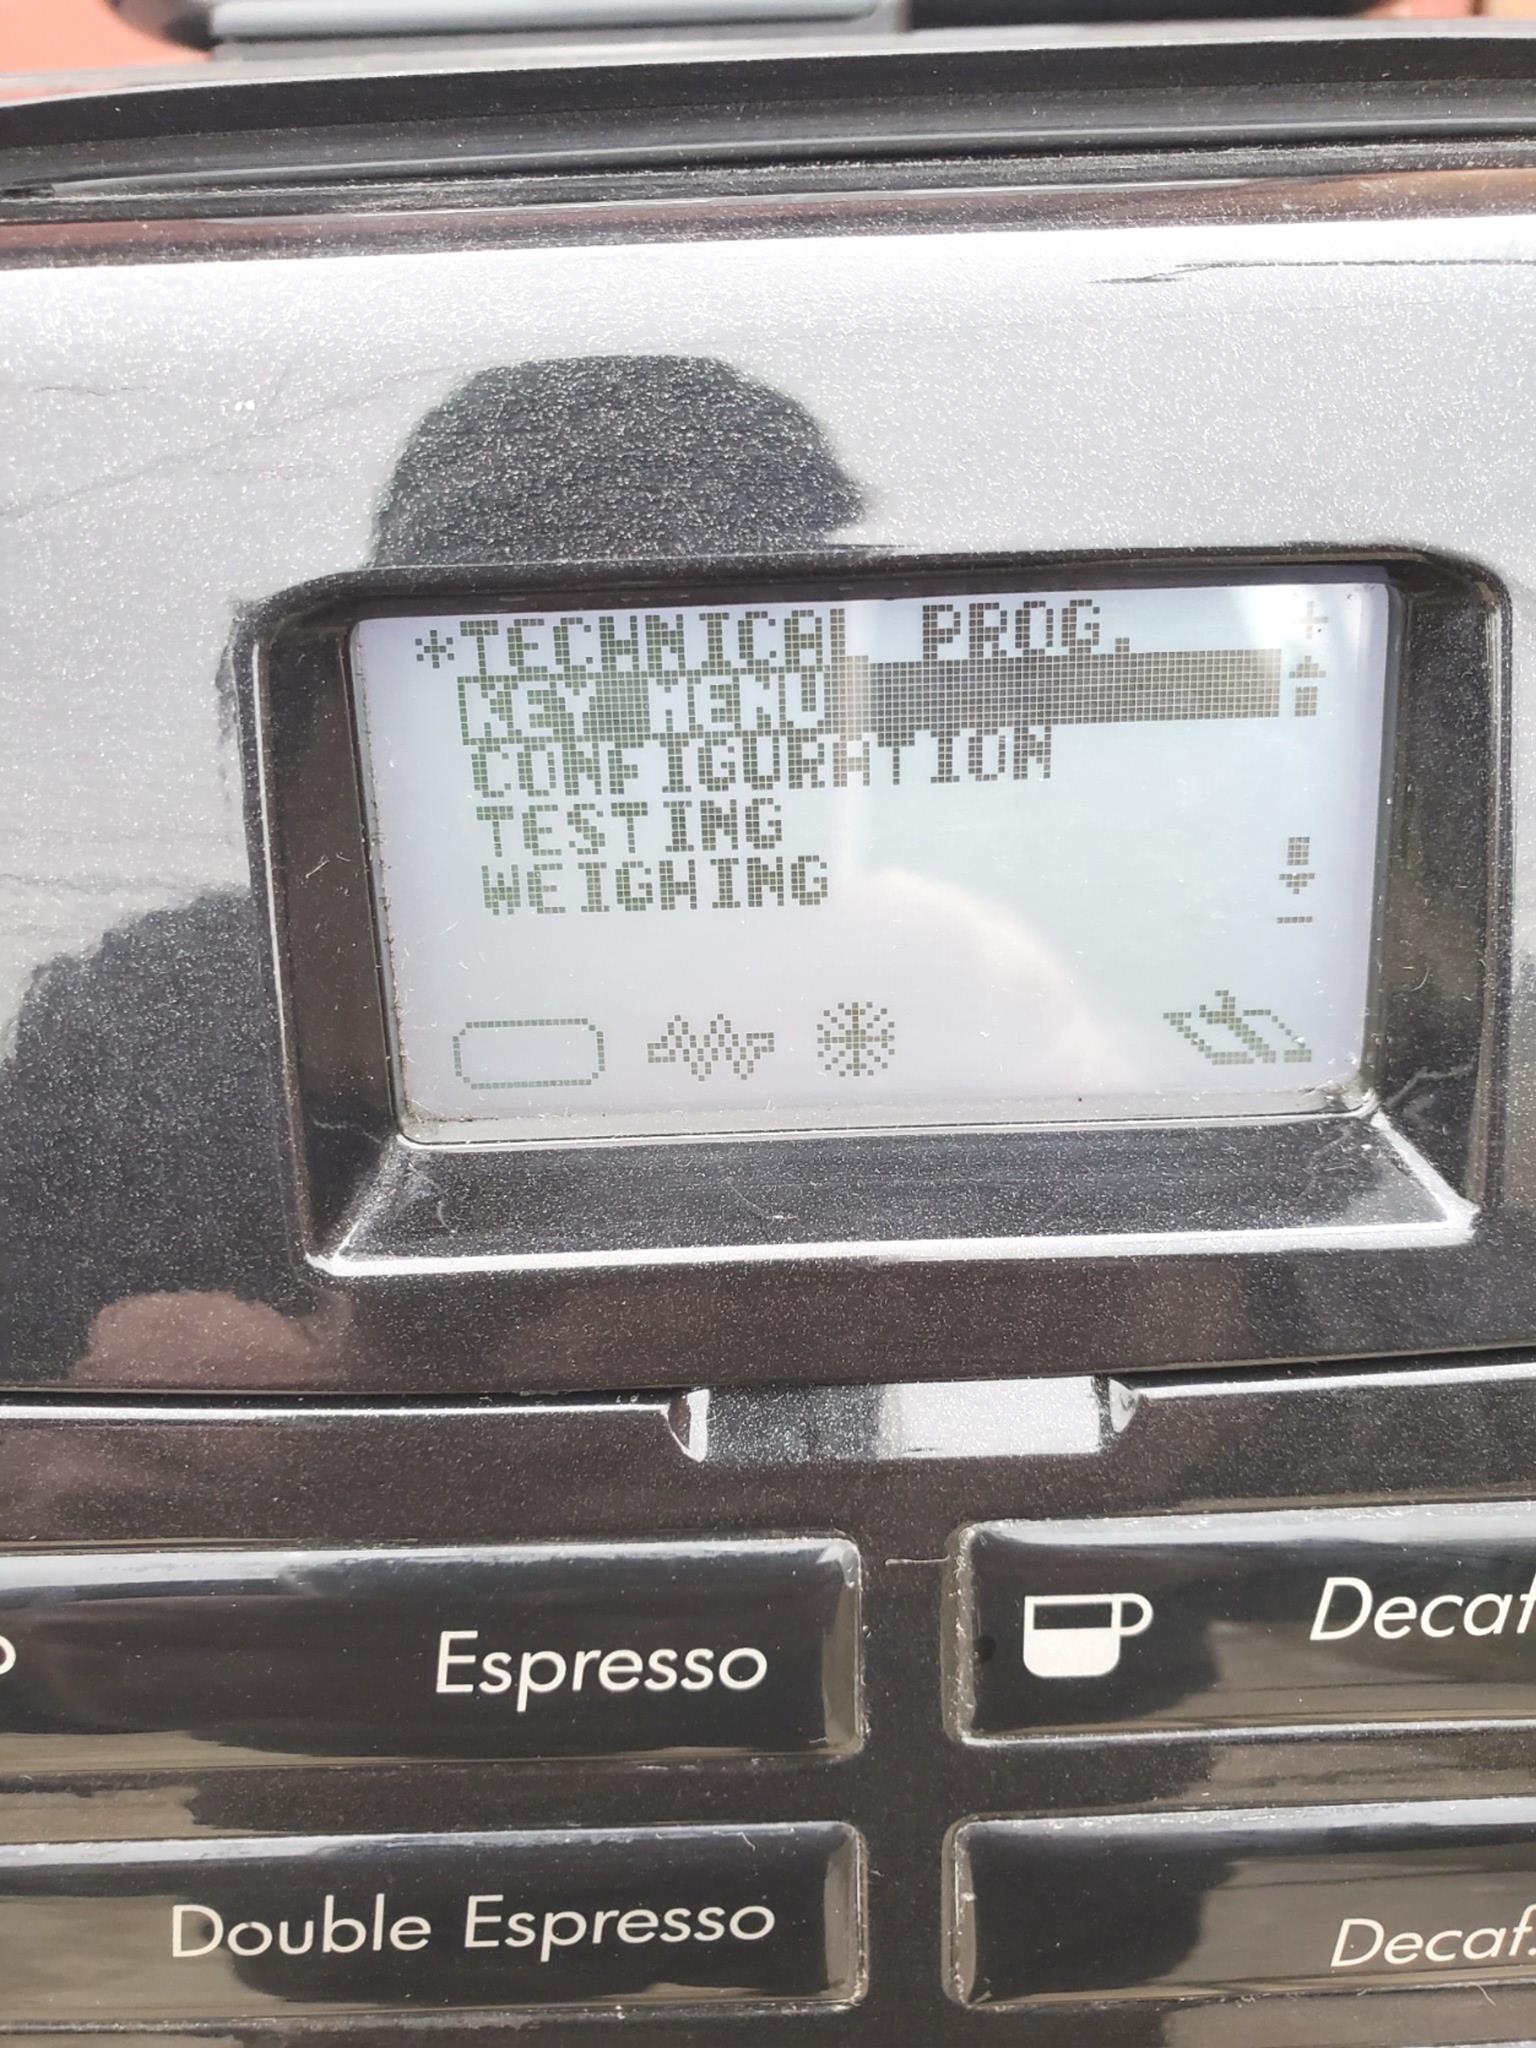 *TECHNICAL PROG.
KEY MENU
CONFIGURATION
TESTING
WEIGHING
Espresso
Decaf.
Double Espresso
Decaf.